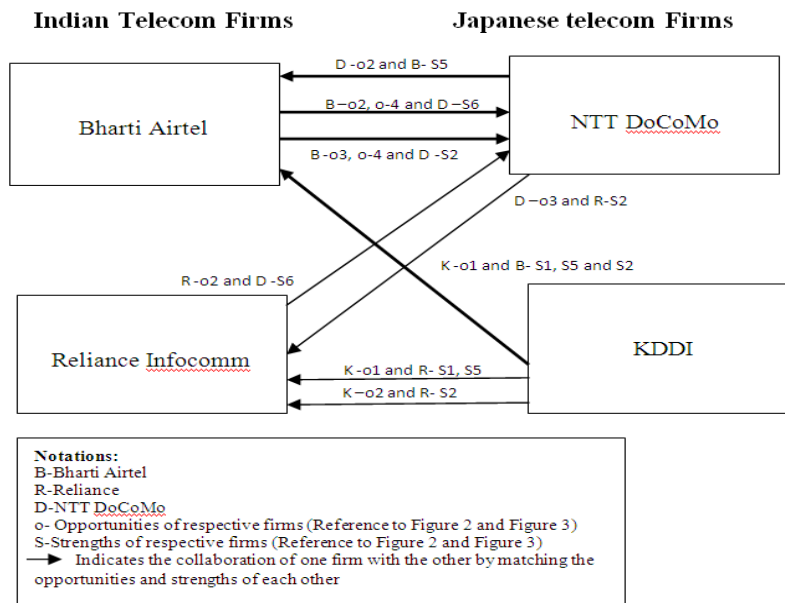 Indian Telecom Firms
Japanese telecom Firms
D -o2 and B- S5
B–o2, o-4 and D–S6
Bharti Airtel
NTT DoCoMo
B-o3, o-4 and D -S2
D–o3 and R-S2
K-o1 and B- S1, S5 and S2
R-o2 and D -S6
Reliance Infocomm
KDDI
K-o1 and R- S1, S5
K–o2 and R- S2
Notations:
B-Bharti Airtel
R-Reliance
D-NTT DoCoMo
o- Opportunities of respective firms (Reference to Figure 2 and Figure 3)
S-Strengths of respective firms (Reference to Figure 2 and Figure 3)
Indicates the collaboration of one firm with the other by matching the
opportunities and strengths of each other